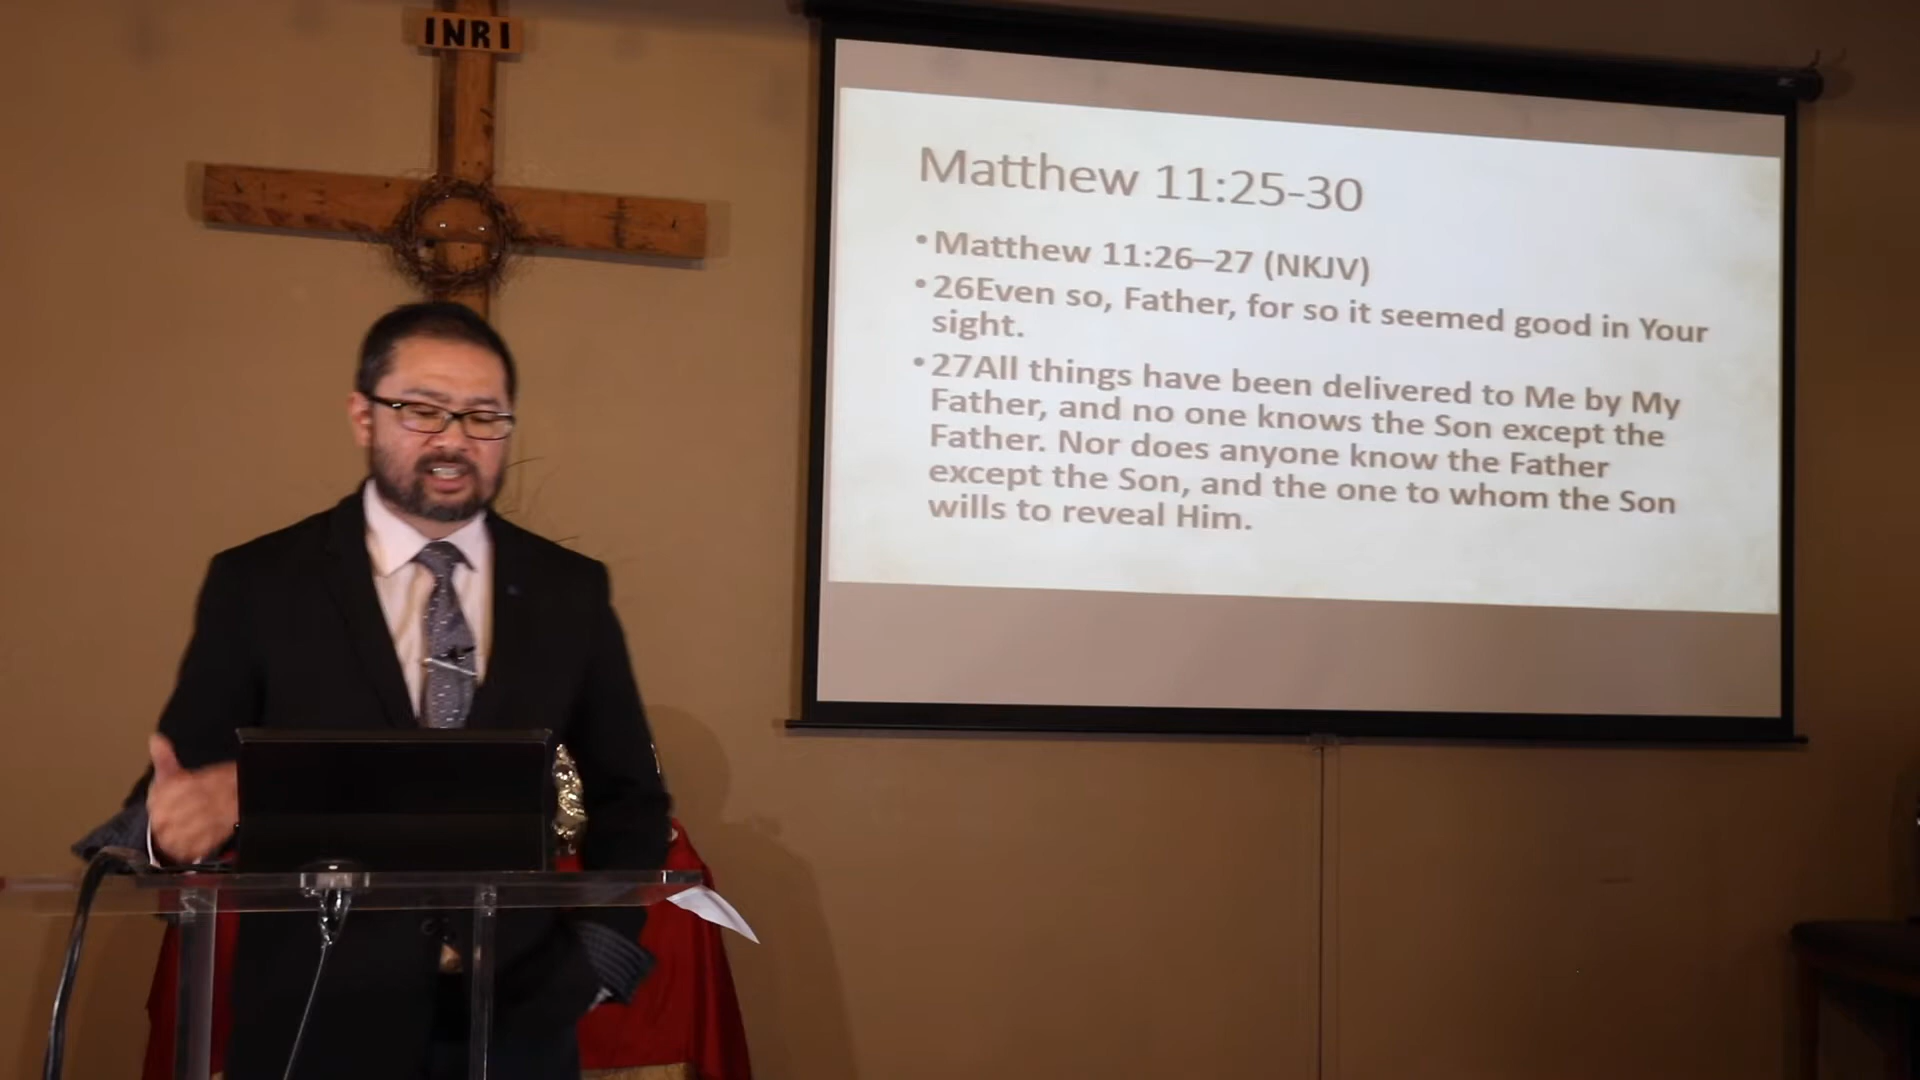 INRI
Matthew 11:25-30
•Matthew 11:26–27 (NKJV)
•26Even so, Father, for so it seemed good in Your
sight.
•27All things have been delivered to Me by My
Father, and no one knows the Son except the
Father. Nor does anyone know the Father
except the Son, and the one to whom the Son
wills to reveal Him.